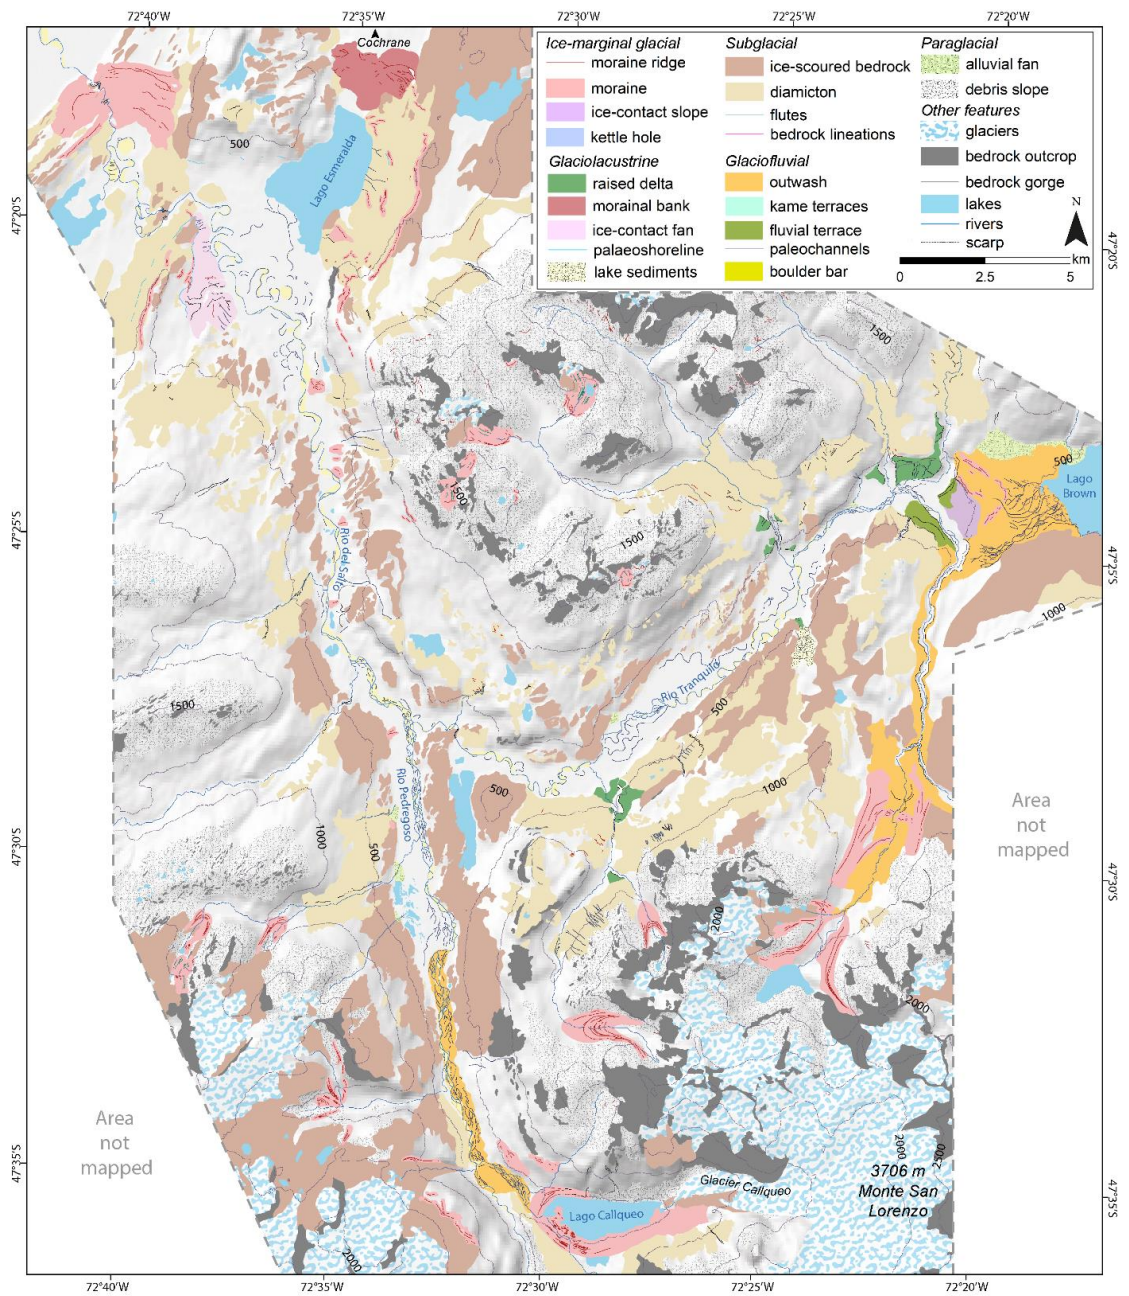 72°40'W
72°35'W
72°30'W
72°25'W
72°20'W
Cochrane
Ice-marginal glacial
moraine ridge
moraine
ice-contact slope
kettle hole
Glaciolacustrine
raised delta
morainal bank
ice-contact fan
palaeoshoreline
lake sediments
Subglacial
ice-scoured bedrock
diamicton
flutes
bedrock lineations
Glaciofluvial
outwash
kame terraces
fluvial terrace
paleochannels
boulder bar
Paraglacial
alluvial fan
debris slope
Other features
glaciers
bedrock outcrop
bedrock gorge
lakes
rivers
scarp
N
km
0
2.5
5
500
Lago Esmeralda
47°20'S
47°20'S
1500
500
Lago
Brown
1500
1500
47°25'S
Rio del Salto
47°25'S
1000
Rio Tranquilo
500
1500
Rio Pedregoso
500
1000
1000
500
Area
not
mapped
47°30'S
47°30'S
2000
2000
Area
not
mapped
2000
2500
47°35'S
3706 m
Monte San
Lorenzo
Glacier Callqueo
47°35'S
Lago Callqueo
2000
72°40'W
72°35'W
72°30'W
72°25'W
72°20'W